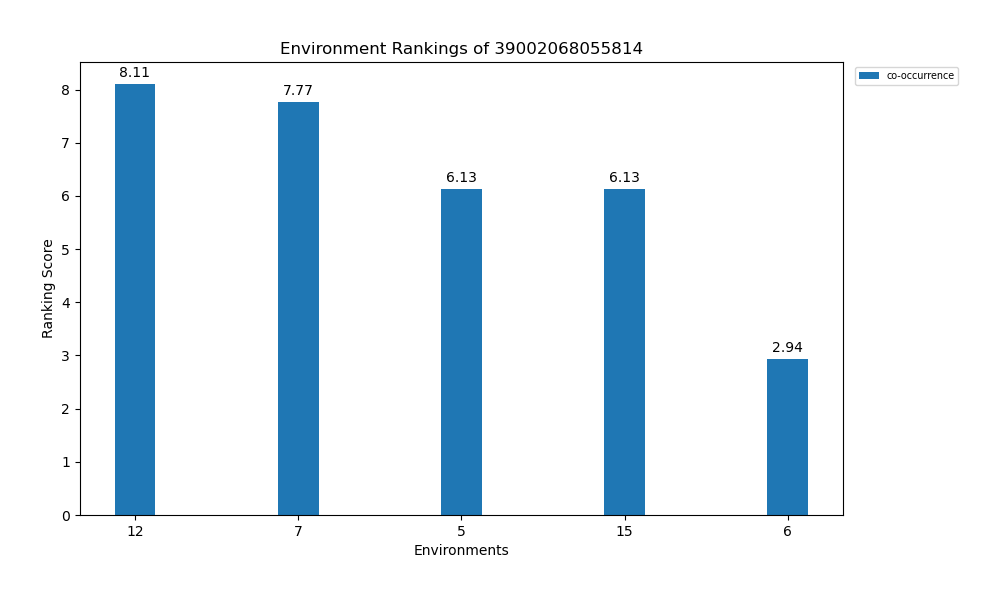 Environment Rankings of 39002068055814
co-occurrence
8.11
7.77
6.13
6.13
2.94
Ranking Score
8
7
6
5
4
3
2
1
0
12 7 5 15 6
Environments